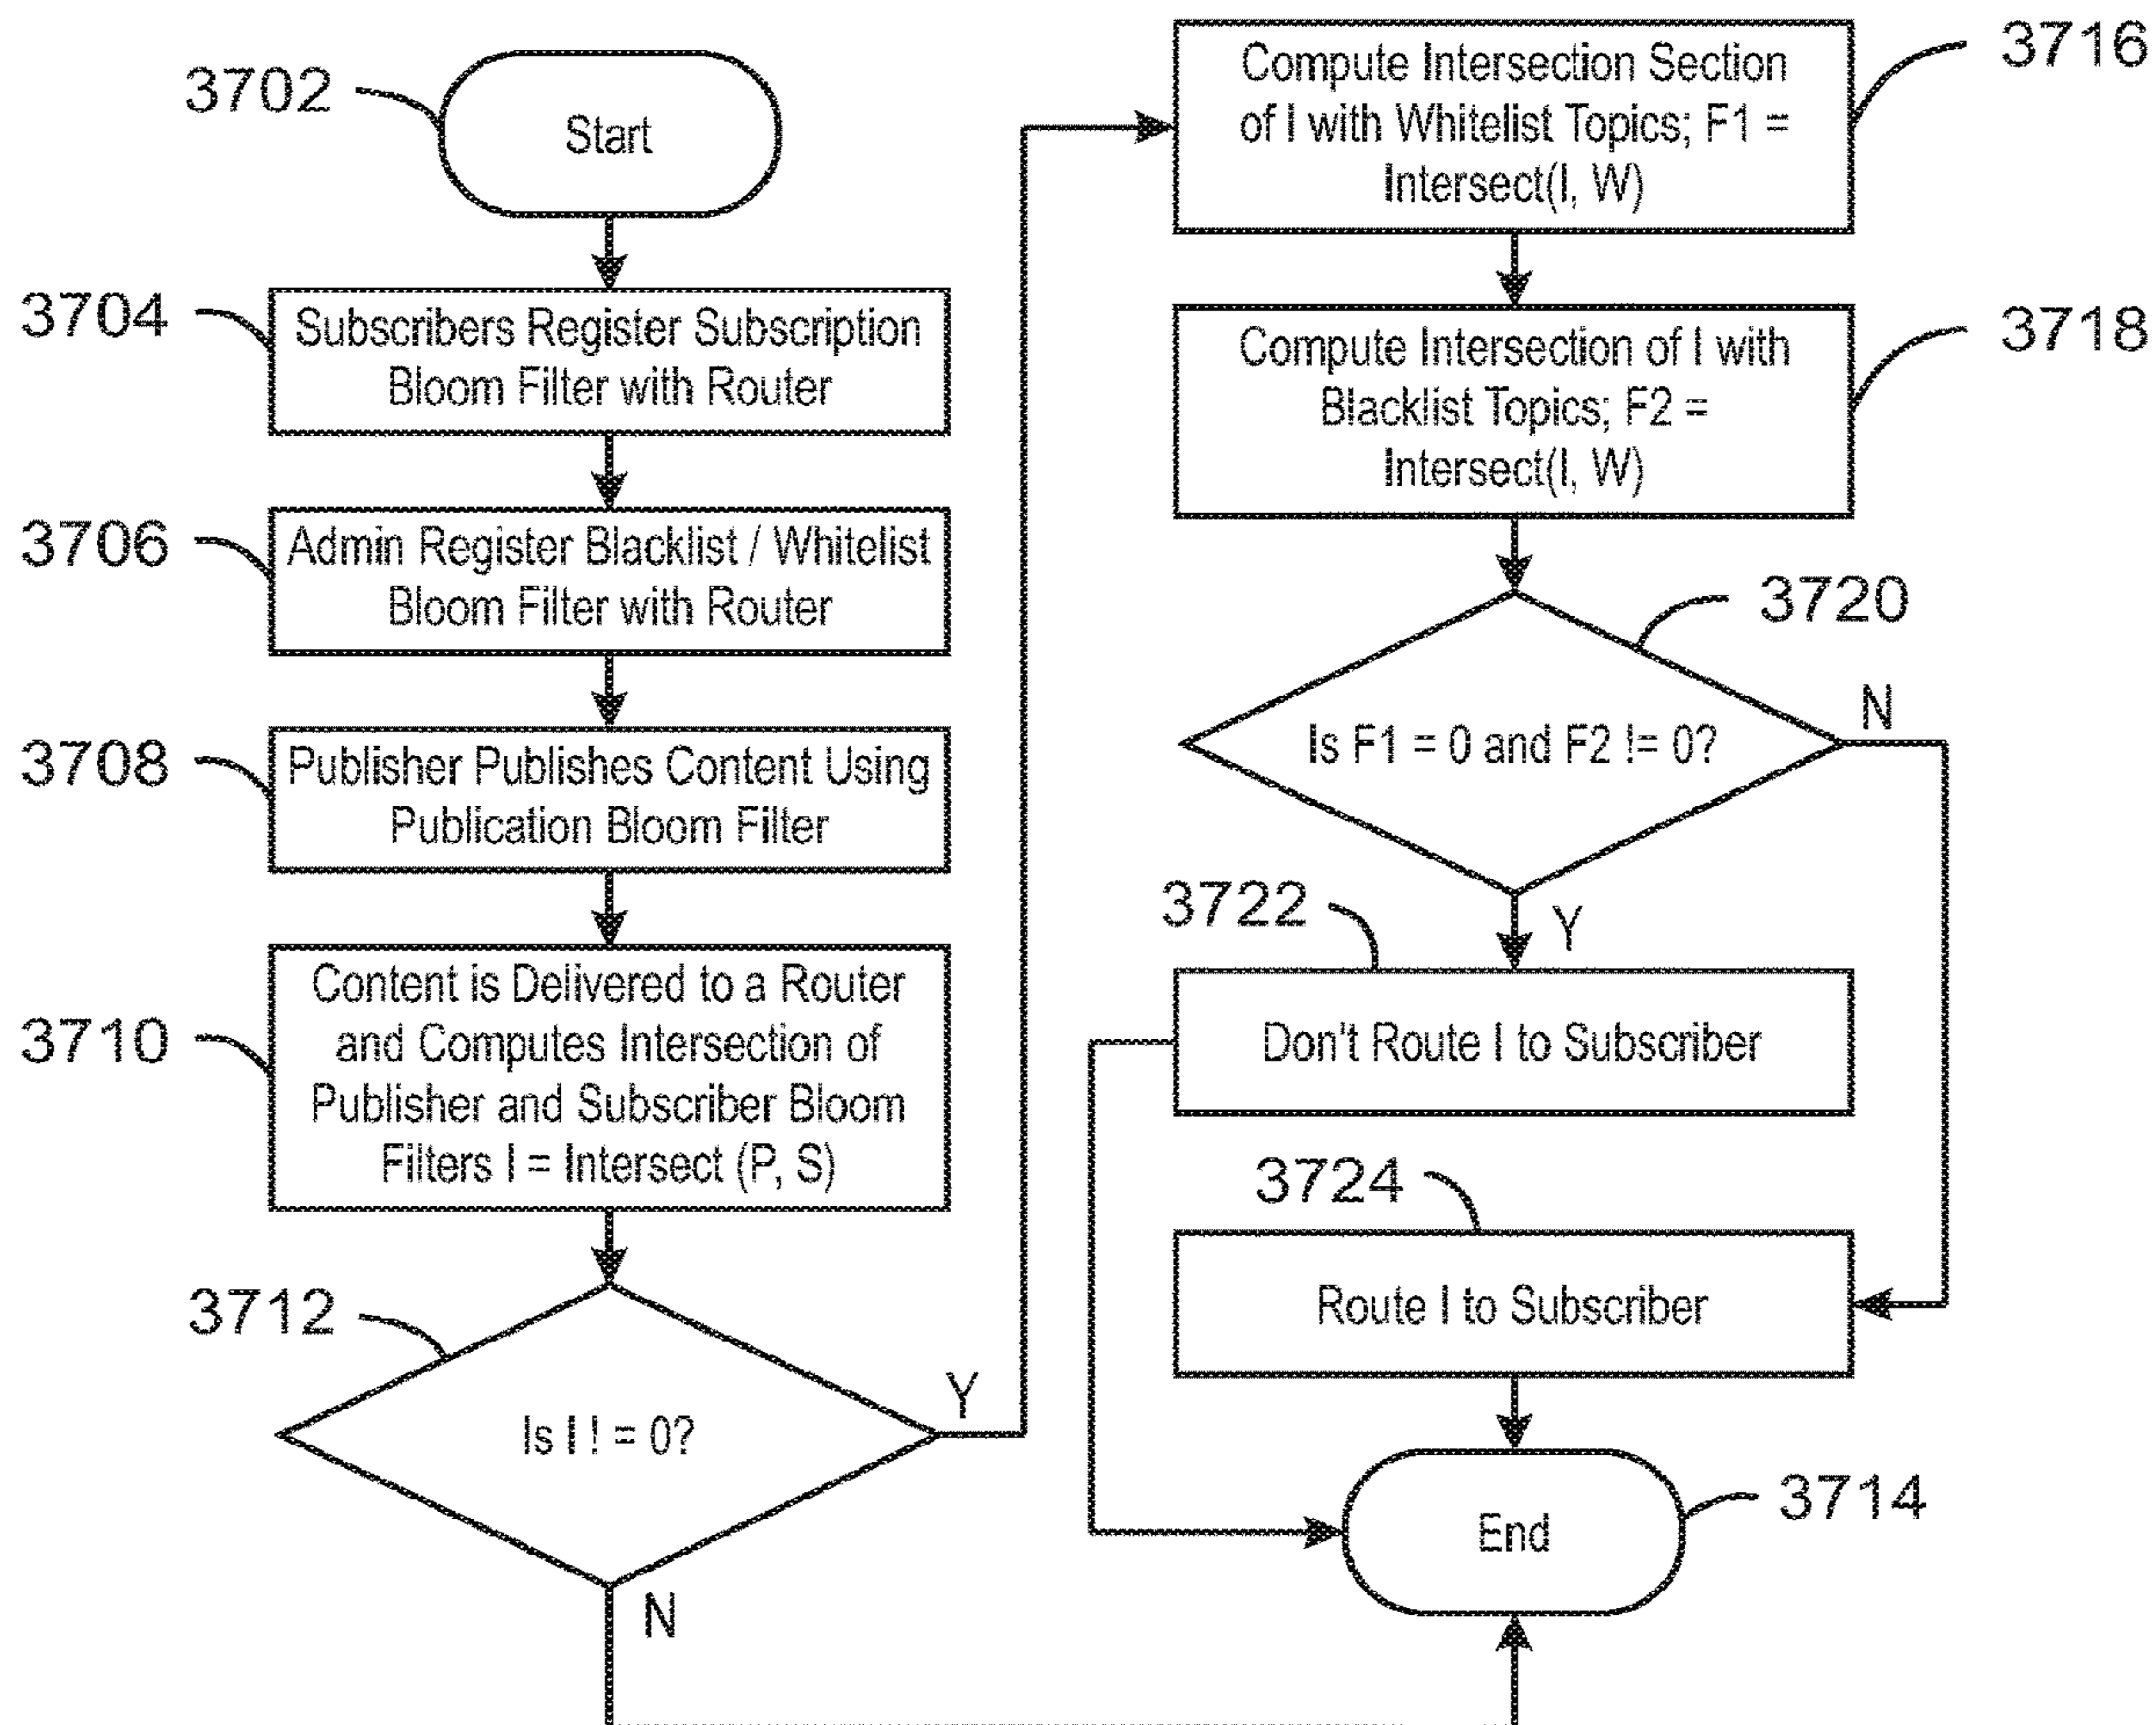 3702
Start
3704
Subscribers Register Subscription
Bloom Filter with Router
3706
Admin Register Blacklist / Whitelist
Bloom Filter with Router
3708
Publisher Publishes Content Using
Publication Bloom Filter
3710
Content is Delivered to a Router
and Computes Intersection of
Publisher and Subscriber Bloom
Filters I = Intersect (P, S)
3712
Is I ! = 0?
Y
N
3716
Compute Intersection Section
of I with Whitelist Topics; F1 =
Intersect(I, W)
3718
Compute Intersection of I with
Blacklist Topics; F2 =
Intersect(I, W)
3720
Is F1 = 0 and F2 != 0?
N
Y
3722
Don't Route I to Subscriber
3724
Route I to Subscriber
End
3714